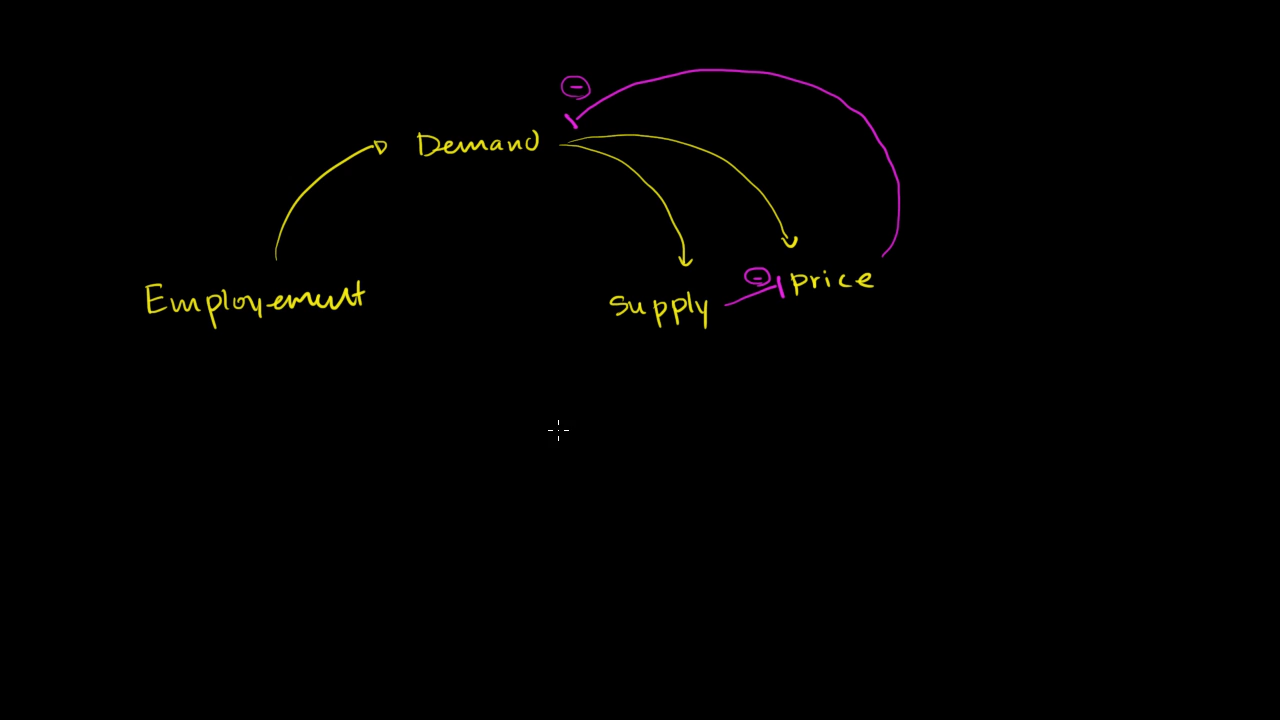 ⊖
Demand
⊖ price
Employement
supply